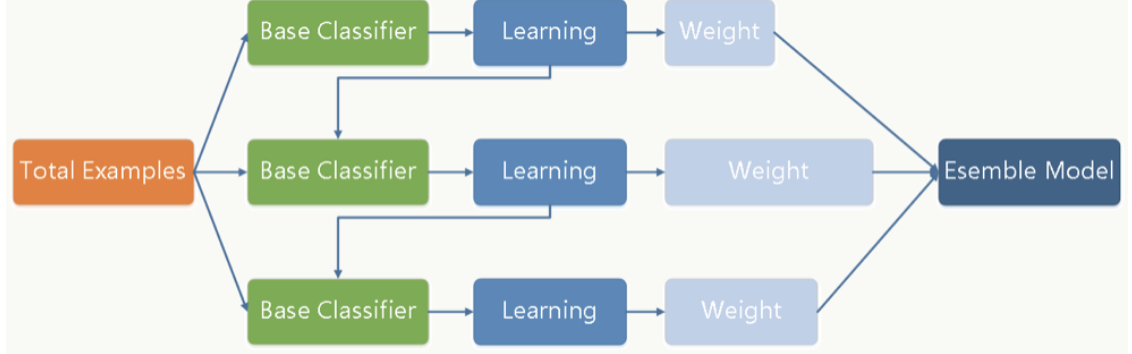 Base Classifier
Learning
Weight
Total Examples
Base Classifier
Learning
Weight
Esemble Model
Base Classifier
Learning
Weight